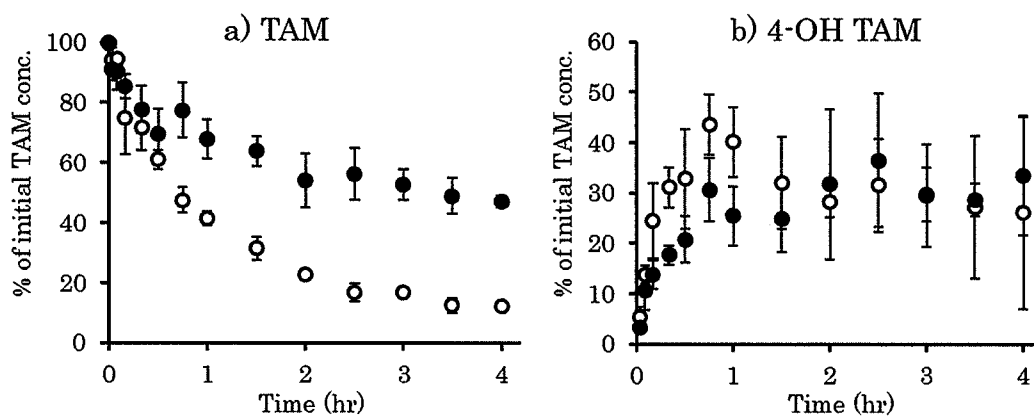 a) TAM
% of initial TAM conc.
100
80
60
40
20
0
0 1 2 3 4
Time (hr)
b) 4-OH TAM
% of initial TAM conc.
60
50
40
30
20
10
0
0 1 2 3 4
Time (hr)